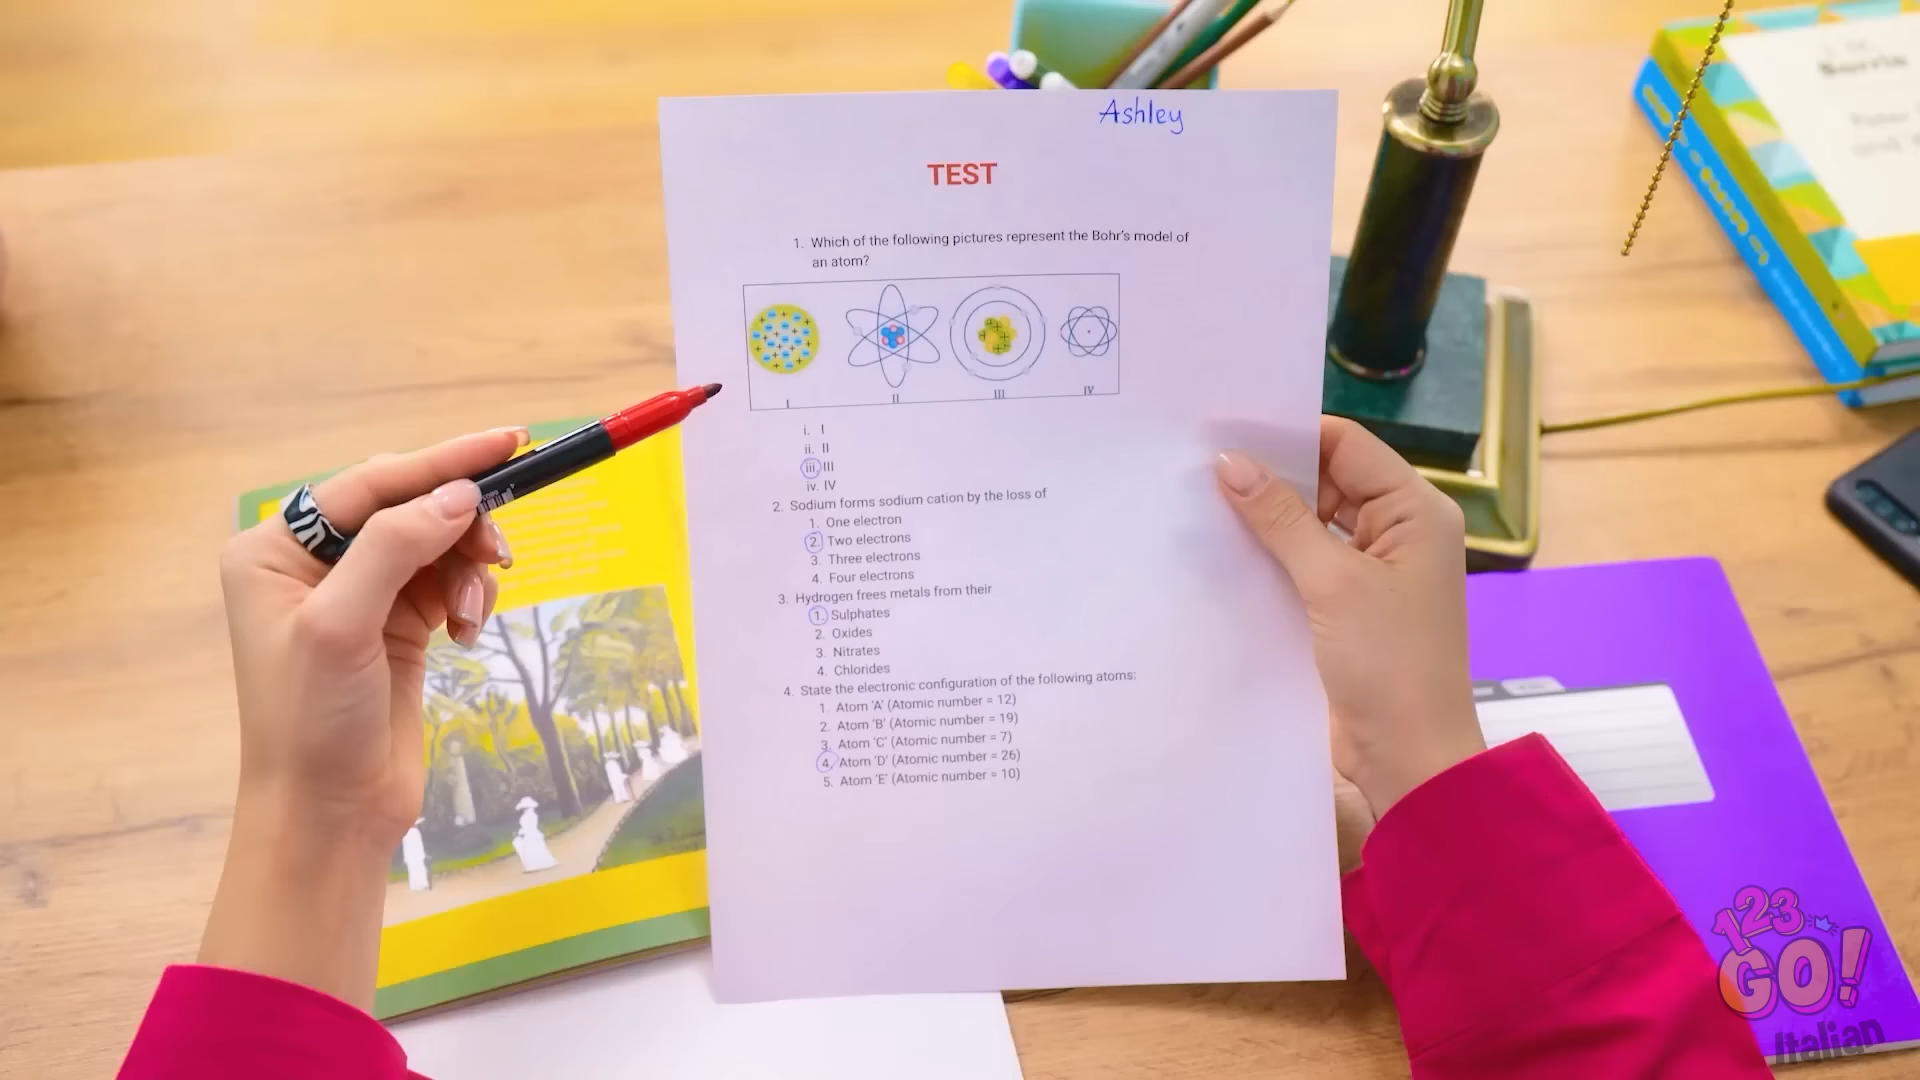 Ashley
TEST
1. Which of the following pictures represent the Bohr's model of
an atom?
I II III IV
i. I
ii. II
iii. III
iv. IV
2. Sodium forms sodium cation by the loss of
1. One electron
2. Two electrons
3. Three electrons
4. Four electrons
3. Hydrogen frees metals from their
1. Sulphates
2. Oxides
3. Nitrates
4. Chlorides
4. State the electronic configuration of the following atoms:
1. Atom 'A' (Atomic number = 12)
2. Atom 'B' (Atomic number = 19)
3. Atom 'C' (Atomic number = 7)
4. Atom 'D' (Atomic number = 26)
5. Atom 'E' (Atomic number = 10)
123
GO!
Italian